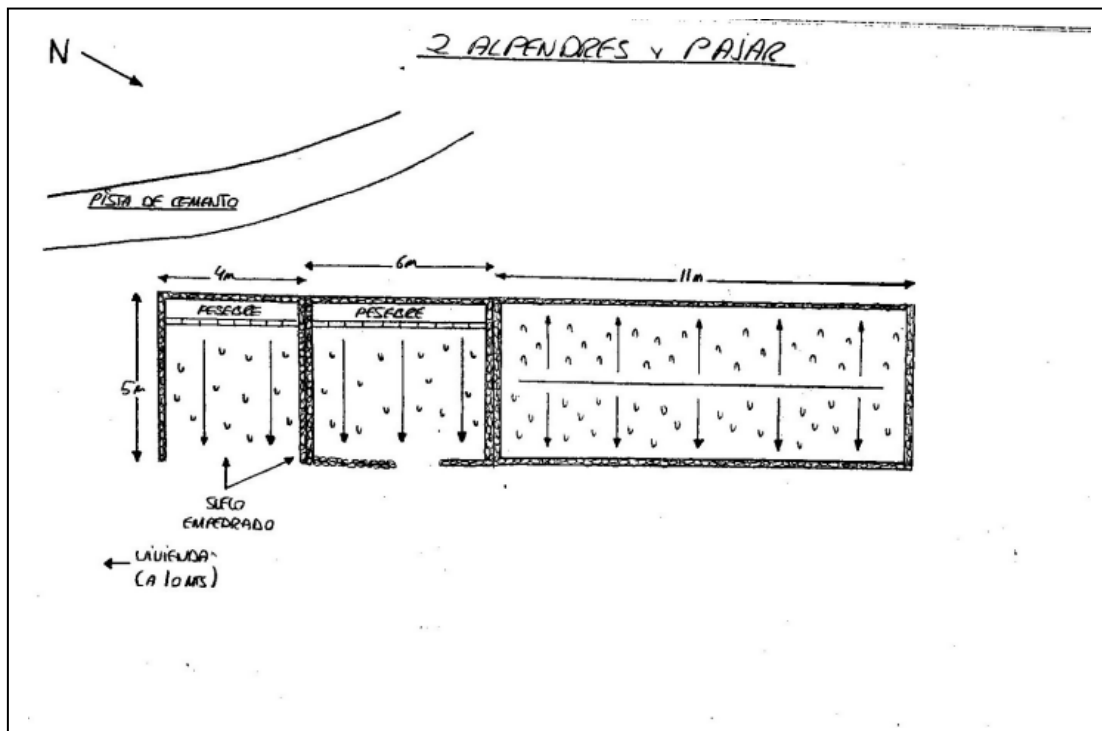 N
2 ALPENDRES Y PAJAR
PISTA DE CEMENTO
4m
6m
11m
PESEBRE
PESEBRE
5m
SUELO
EMPEDRADO
VIVIENDA
(A 10 MTS)